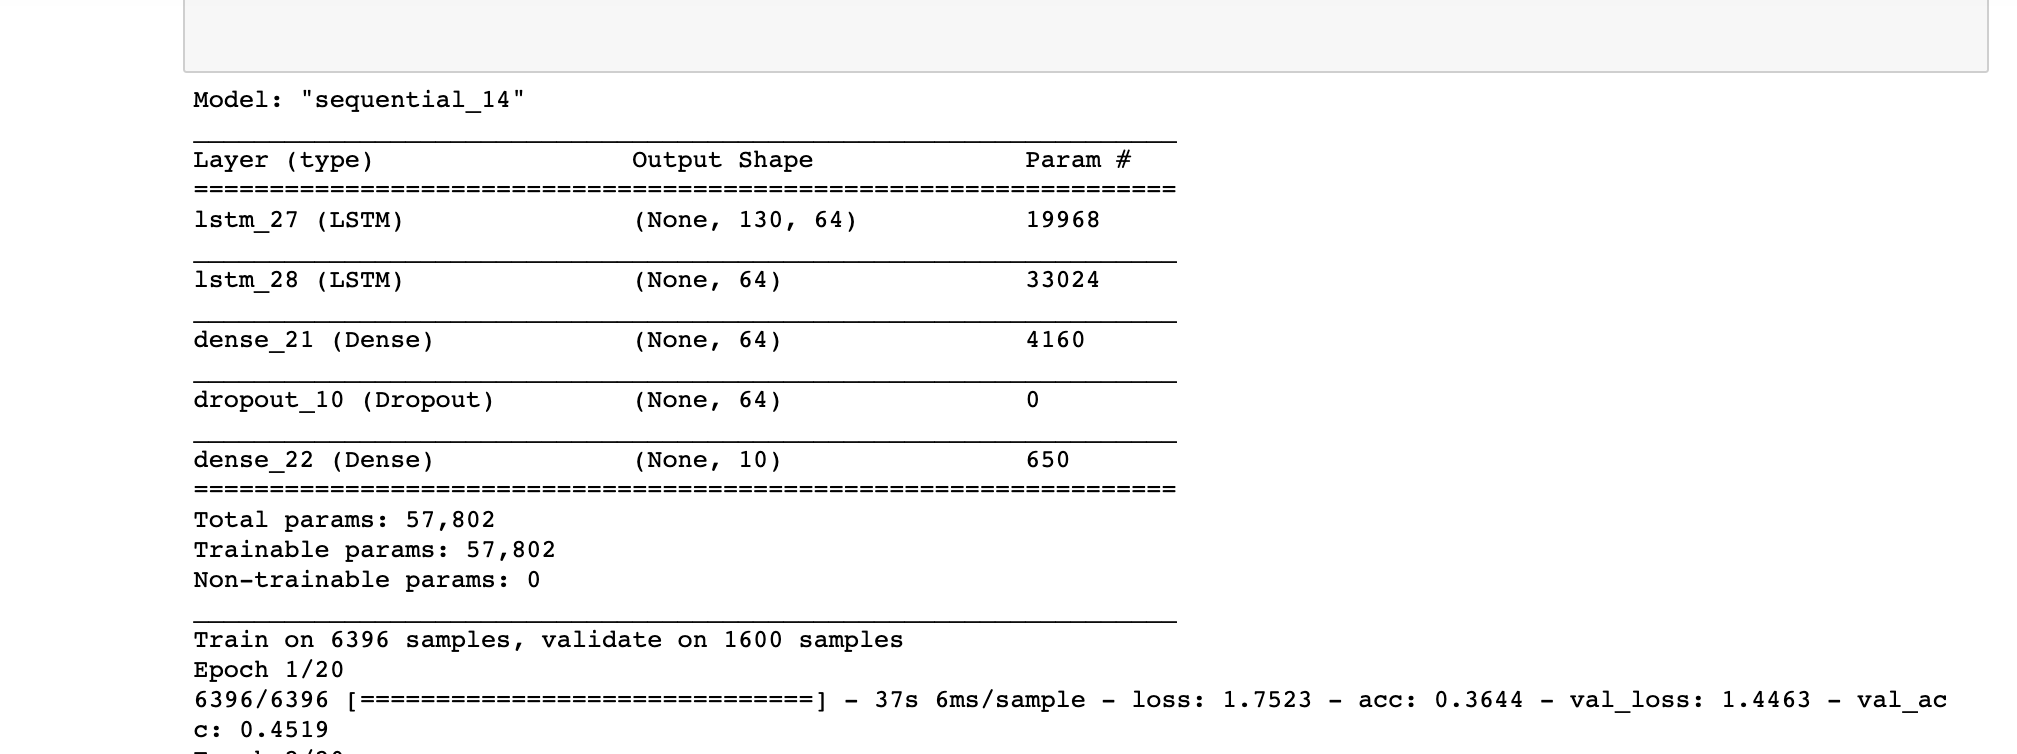 Model: "sequential_14"
Layer (type) Output Shape Param #
=================================================================
lstm_27 (LSTM) (None, 130, 64) 19968
lstm_28 (LSTM) (None, 64) 33024
dense_21 (Dense) (None, 64) 4160
dropout_10 (Dropout) (None, 64) 0
dense_22 (Dense) (None, 10) 650
=================================================================
Total params: 57,802
Trainable params: 57,802
Non-trainable params: 0
Train on 6396 samples, validate on 1600 samples
Epoch 1/20
6396/6396 [==============================] - 37s 6ms/sample - loss: 1.7523 - acc: 0.3644 - val_loss: 1.4463 - val_ac
c: 0.4519